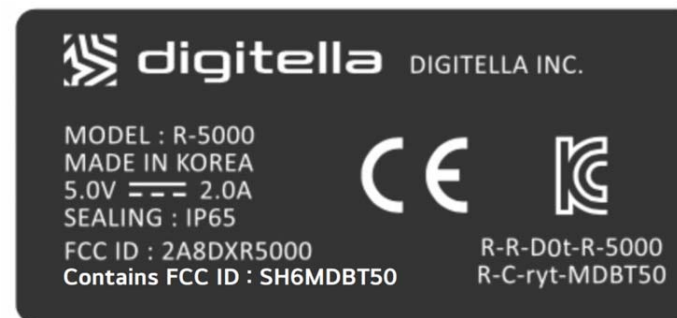 digitella DIGITELLA INC.
MODEL : R-5000
MADE IN KOREA
5.0V 2.0A
SEALING : IP65
FCC ID : 2A8DXR5000
Contains FCC ID : SH6MDBT50
CE
KC
R-R-D0t-R-5000
R-C-ryt-MDBT50